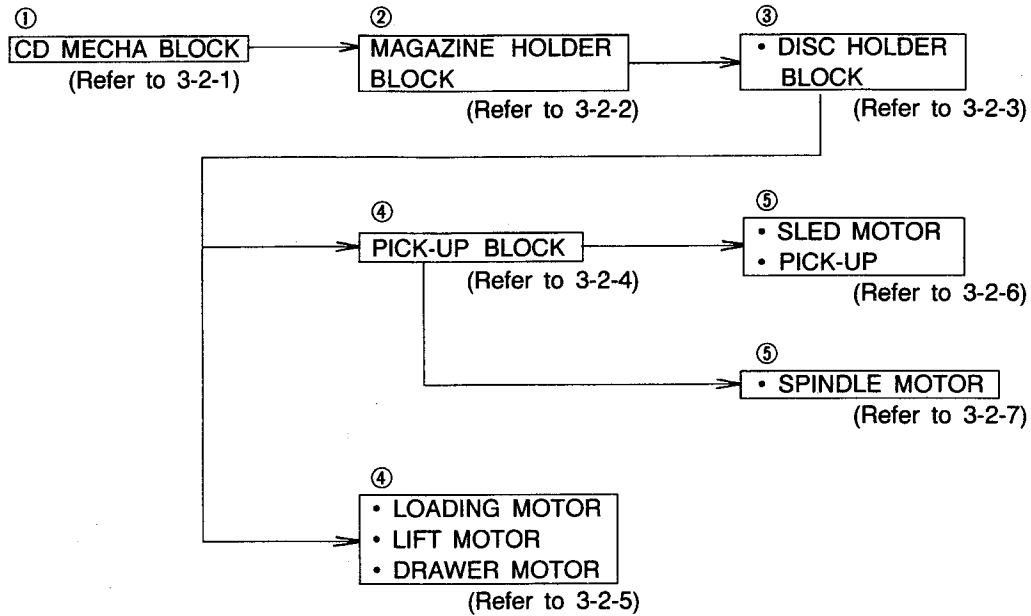 ①
CD MECHA BLOCK
(Refer to 3-2-1)
②
MAGAZINE HOLDER
BLOCK
(Refer to 3-2-2)
③
• DISC HOLDER
BLOCK
(Refer to 3-2-3)
④
PICK-UP BLOCK
(Refer to 3-2-4)
⑤
• SLED MOTOR
• PICK-UP
(Refer to 3-2-6)
⑤
• SPINDLE MOTOR
(Refer to 3-2-7)
④
• LOADING MOTOR
• LIFT MOTOR
• DRAWER MOTOR
(Refer to 3-2-5)